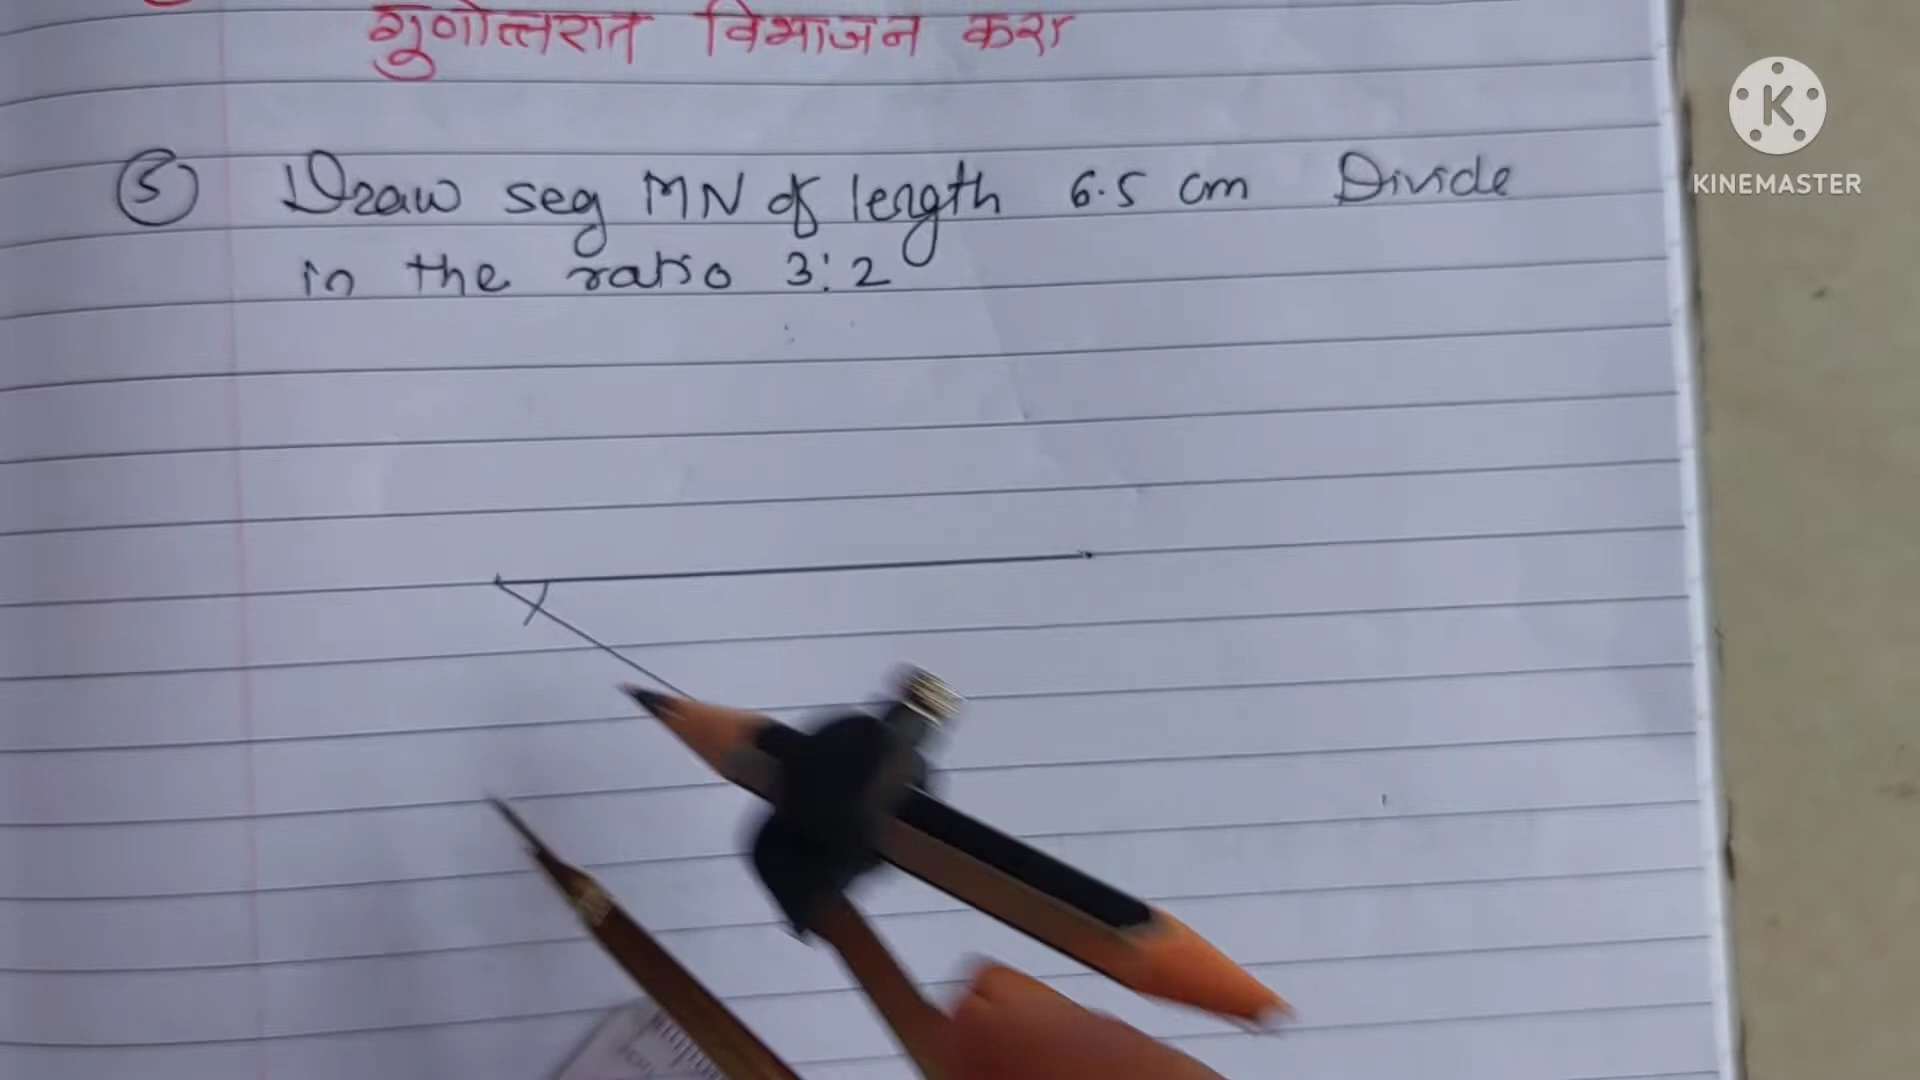 गुणोत्तरात विभाजन करा
5 Draw seg MN of length 6.5 cm Divide
in the ratio 3:2
K
KINEMASTER